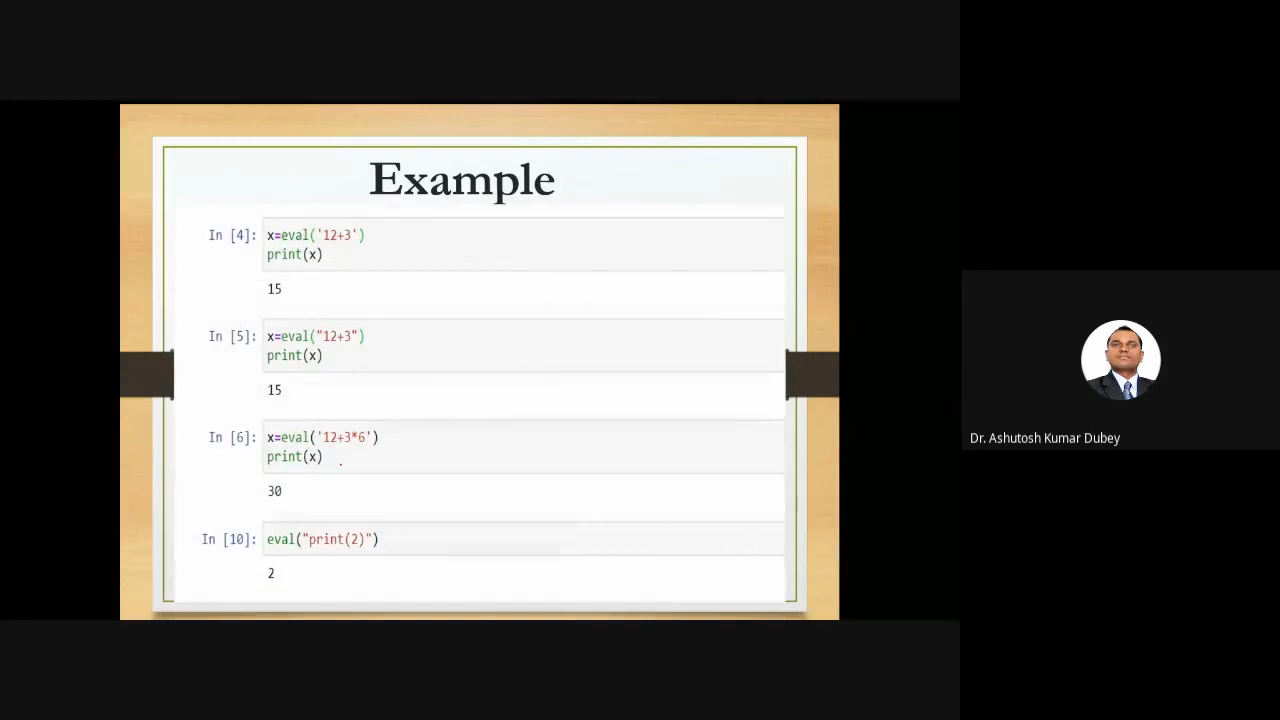 Example
In [4]: x=eval('12+3')
print(x)
15
In [5]: x=eval("12+3")
print(x)
15
In [6]: x=eval('12+3*6')
print(x)
30
In [10]: eval("print(2)")
2
Dr. Ashutosh Kumar Dubey